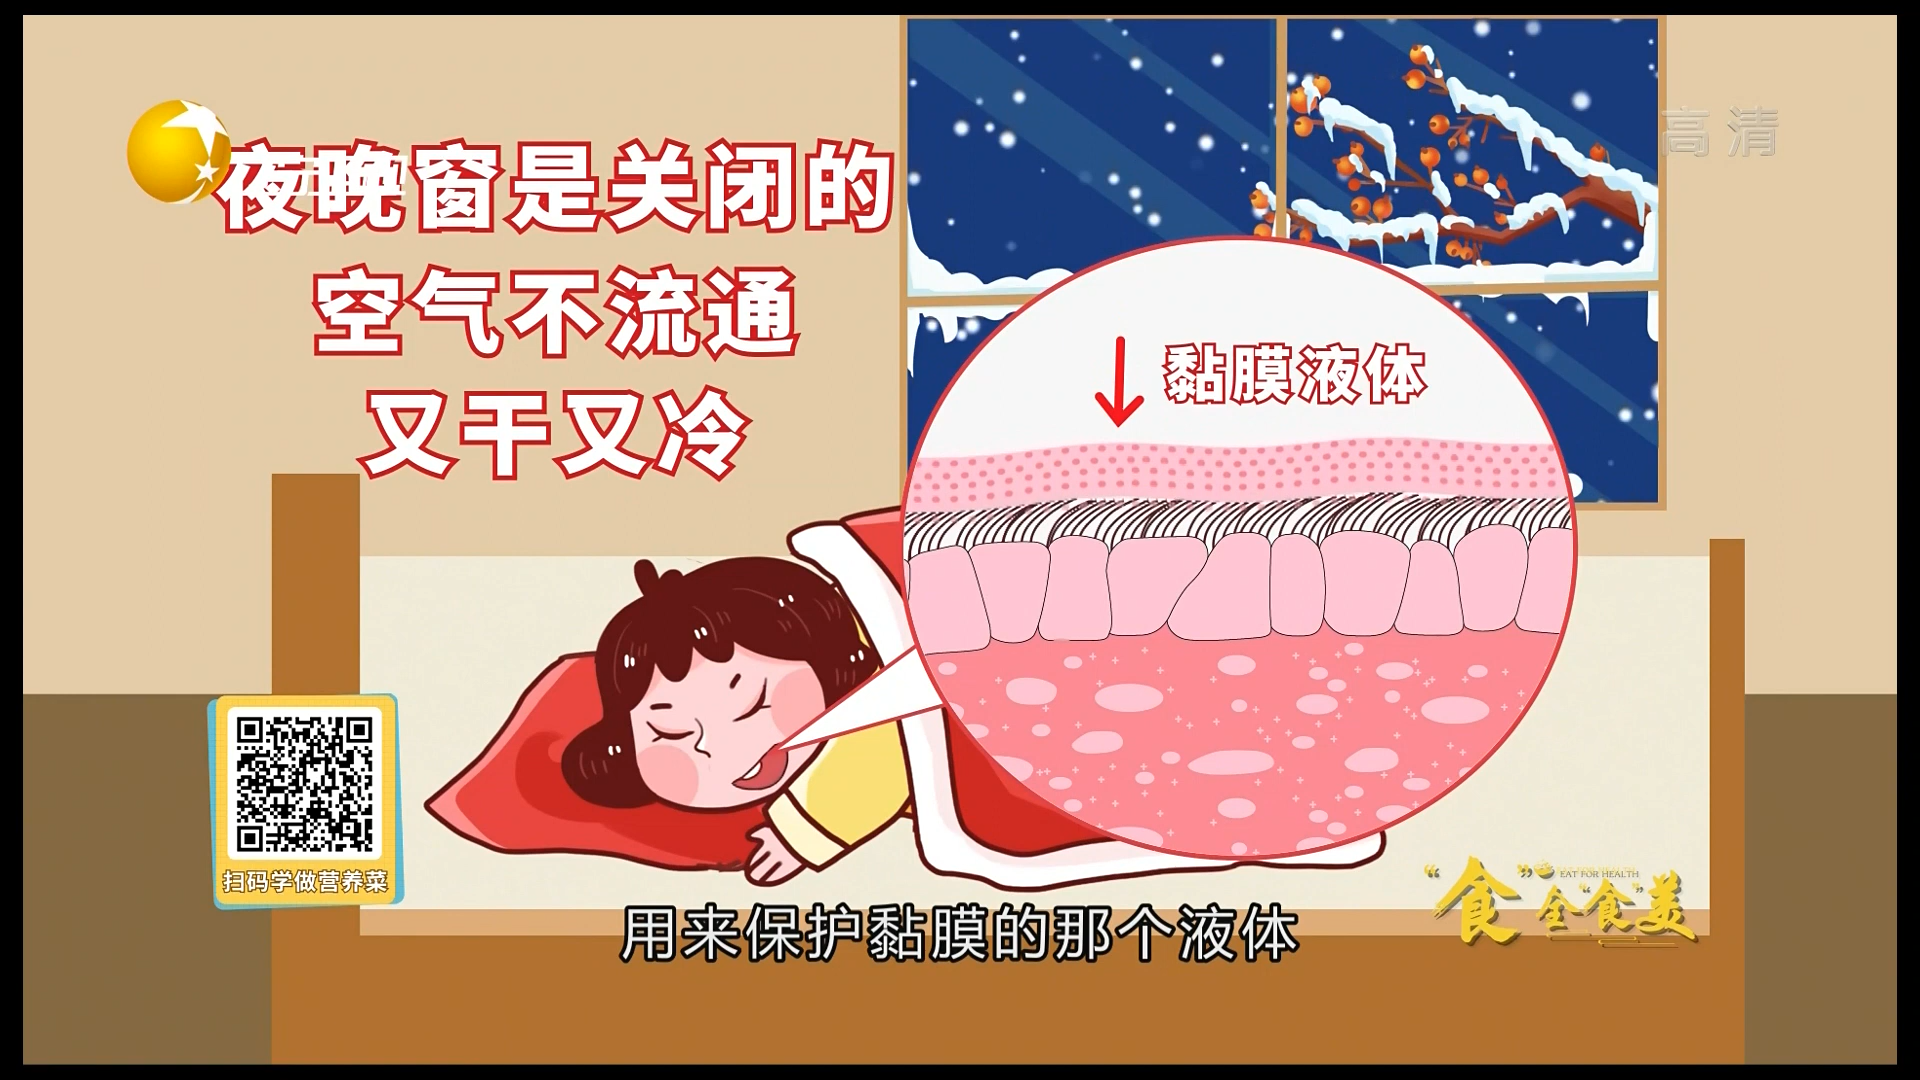 夜晚窗是关闭的
空气不流通
又干又冷
高清
黏膜液体
扫码学做营养菜
EAT FOR HEALTH
“食”全“食”美
用来保护黏膜的那个液体